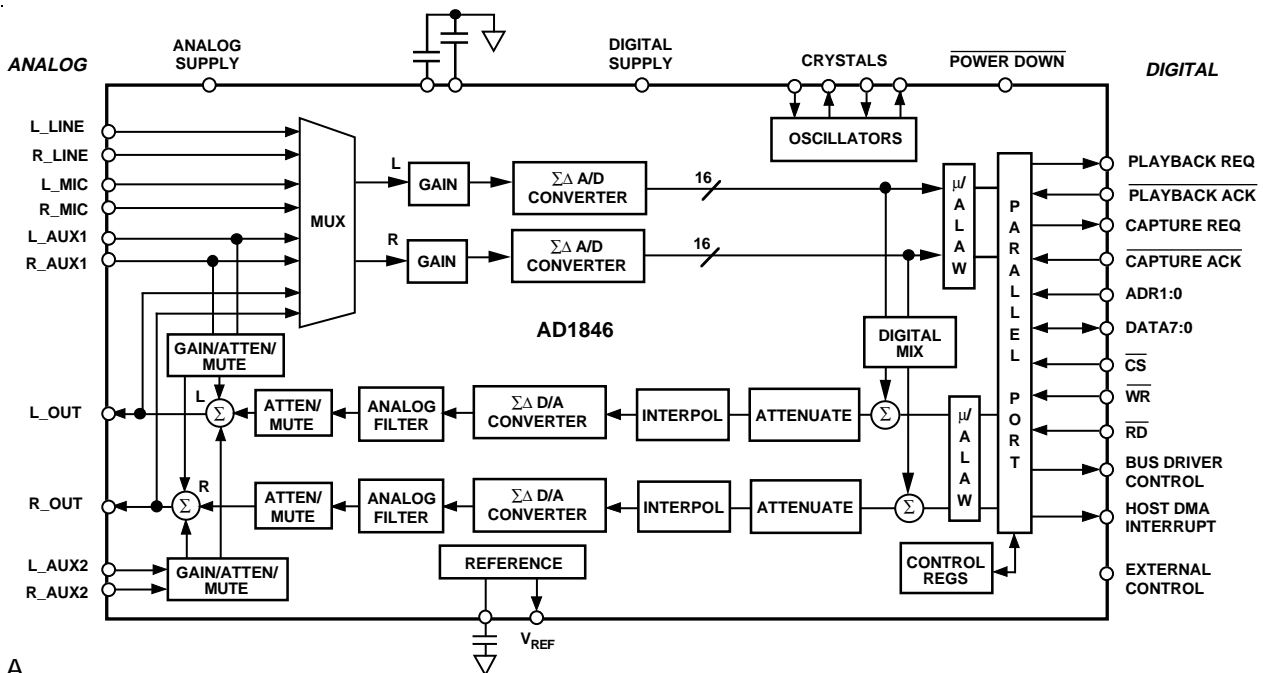 ANALOG
ANALOG
SUPPLY
DIGITAL
SUPPLY
CRYSTALS
POWER DOWN
DIGITAL
L_LINE
R_LINE
L_MIC
R_MIC
L_AUX1
R_AUX1
MUX
L
GAIN
ΣΔ A/D
CONVERTER
16
R
GAIN
ΣΔ A/D
CONVERTER
16
OSCILLATORS
μ/
A
L
A
W
P
A
R
A
L
L
E
L
P
O
R
T
PLAYBACK REQ
PLAYBACK ACK
CAPTURE REQ
CAPTURE ACK
ADR1:0
DATA7:0
CS
WR
RD
BUS DRIVER
CONTROL
HOST DMA
INTERRUPT
EXTERNAL
CONTROL
AD1846
DIGITAL
MIX
GAIN/ATTEN/
MUTE
L_OUT
L
Σ
ATTEN/
MUTE
ANALOG
FILTER
ΣΔ D/A
CONVERTER
INTERPOL
ATTENUATE
Σ
μ/
A
L
A
W
R_OUT
R
Σ
ATTEN/
MUTE
ANALOG
FILTER
ΣΔ D/A
CONVERTER
INTERPOL
ATTENUATE
Σ
L_AUX2
R_AUX2
GAIN/ATTEN/
MUTE
REFERENCE
CONTROL
REGS
VREF
A